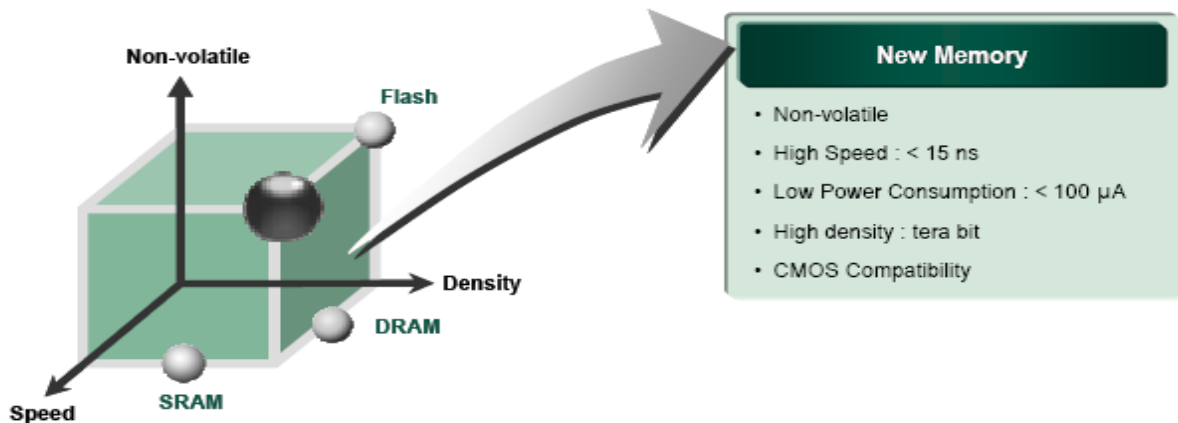 Non-volatile
Flash
Density
DRAM
SRAM
Speed
New Memory
• Non-volatile
• High Speed : < 15 ns
• Low Power Consumption : < 100 µA
• High density : tera bit
• CMOS Compatibility